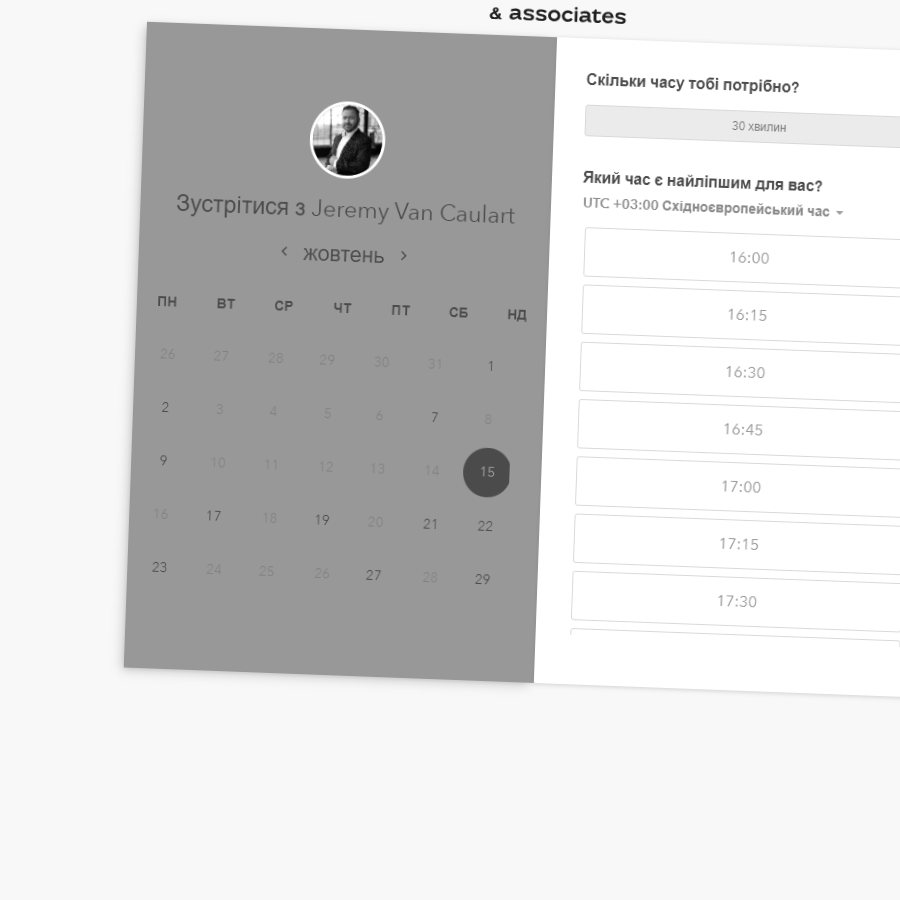 & associates
Зустрітися з Jeremy Van Caulart
жовтень
ПН ВТ СР ЧТ ПТ СБ НД
26 27 28 29 30 31 1
2 3 4 5 6 7 8
9 10 11 12 13 14 15
16 17 18 19 20 21 22
23 24 25 26 27 28 29
Скільки часу тобі потрібно?
30 хвилин
Який час є найліпшим для вас?
UTC +03:00 Східноєвропейський час
16:00
16:15
16:30
16:45
17:00
17:15
17:30